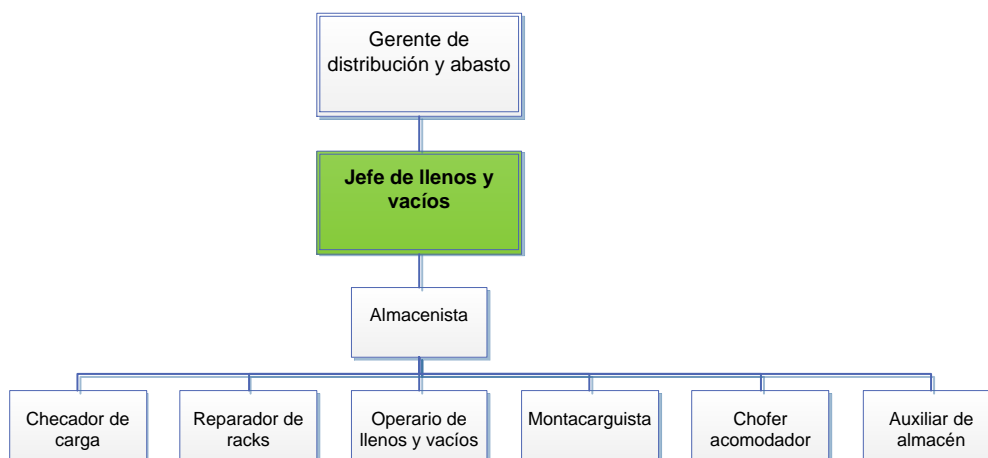 Gerente de
distribución y abasto
Jefe de llenos y
vacíos
Almacenista
Checador de
carga
Reparador de
racks
Operario de
llenos y vacíos
Montacarguista
Chofer
acomodador
Auxiliar de
almacén